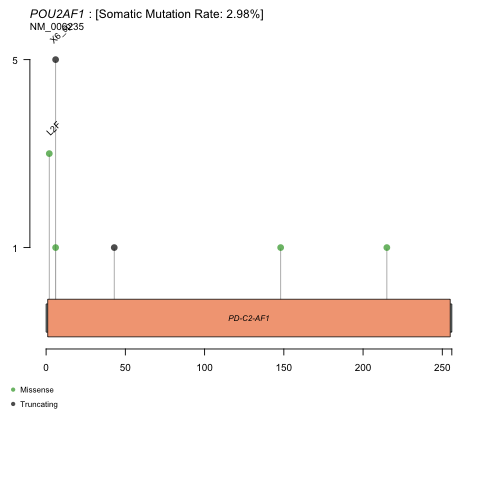 POU2AF1 : [Somatic Mutation Rate: 2.98%]
NM_006235
5
L2F
1
PD-C2-AF1
0 50 100 150 200 250
Missense
Truncating